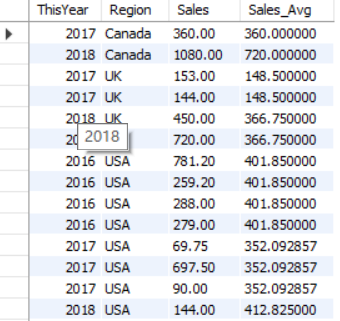 ThisYear Region Sales Sales_Avg
2017 Canada 360.00 360.000000
2018 Canada 1080.00 720.000000
2017 UK 153.00 148.500000
2017 UK 144.00 148.500000
2018 UK 450.00 366.750000
2018 720.00 366.750000
2016 USA 781.20 401.850000
2016 USA 259.20 401.850000
2016 USA 288.00 401.850000
2016 USA 279.00 401.850000
2017 USA 69.75 352.092857
2017 USA 697.50 352.092857
2017 USA 90.00 352.092857
2018 USA 144.00 412.825000